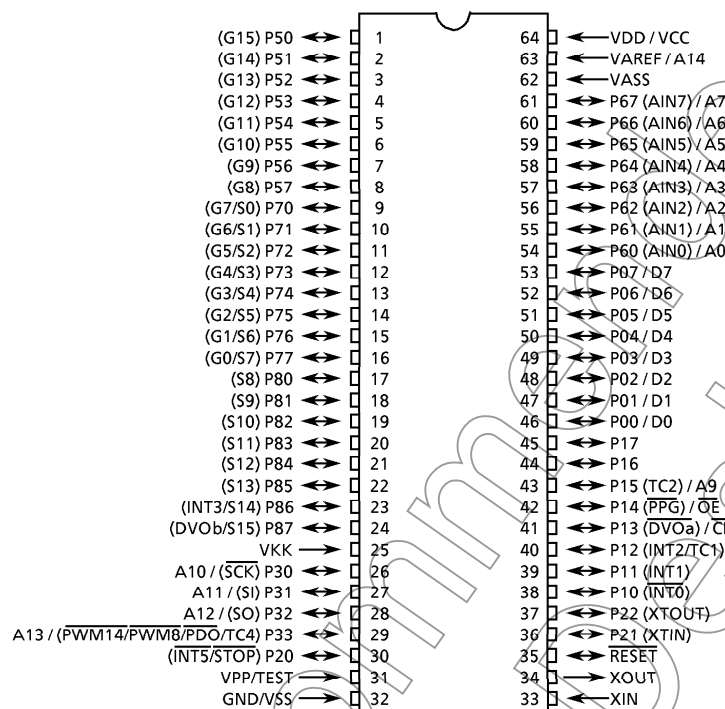 (G15) P50 1 64 VDD / VCC
(G14) P51 2 63 VAREF / A14
(G13) P52 3 62 VASS
(G12) P53 4 61 P67 (AIN7) / A7
(G11) P54 5 60 P66 (AIN6) / A6
(G10) P55 6 59 P65 (AIN5) / A5
(G9) P56 7 58 P64 (AIN4) / A4
(G8) P57 8 57 P63 (AIN3) / A3
(G7/S0) P70 9 56 P62 (AIN2) / A2
(G6/S1) P71 10 55 P61 (AIN1) / A1
(G5/S2) P72 11 54 P60 (AIN0) / A0
(G4/S3) P73 12 53 P07 / D7
(G3/S4) P74 13 52 P06 / D6
(G2/S5) P75 14 51 P05 / D5
(G1/S6) P76 15 50 P04 / D4
(G0/S7) P77 16 49 P03 / D3
(S8) P80 17 48 P02 / D2
(S9) P81 18 47 P01 / D1
(S10) P82 19 46 P00 / D0
(S11) P83 20 45 P17
(S12) P84 21 44 P16
(S13) P85 22 43 P15 (TC2) / A9
(INT3/S14) P86 23 42 P14 (PPG) / OE
(DVOb/S15) P87 24 41 P13 (DVOa) /
VKK 25 40 P12 (INT2/TC1)
A10 / (SCK) P30 26 39 P11 (INT1)
A11 / (SI) P31 27 38 P10 (INT0)
A12 / (SO) P32 28 37 P22 (XTOUT)
A13 / (PWM14/PWM8/PDO/TC4) P33 29 36 P21 (XTIN)
(INT5/STOP) P20 30 35 RESET
VPP/TEST 31 34 XOUT
GND/VSS 32 33 XIN